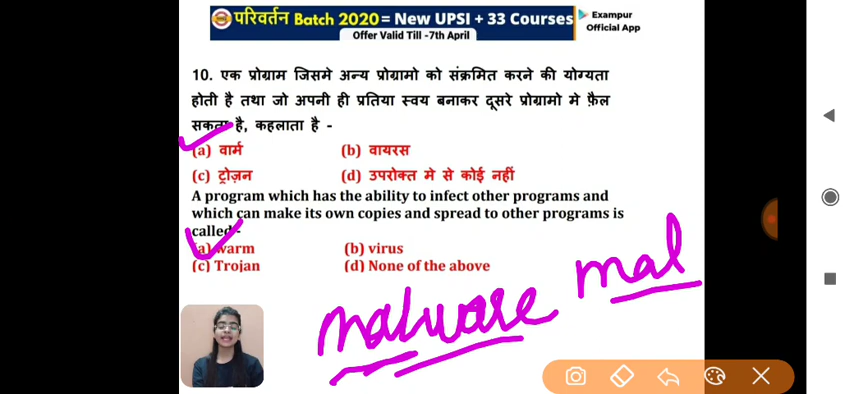 परिवर्तन Batch 2020 = New UPSI + 33 Courses
Offer Valid Till -7th April
Exampur
Official App
10. एक प्रोग्राम जिसमे अन्य प्रोग्रामो को संक्रमित करने की योग्यता
होती है तथा जो अपनी ही प्रतिया स्वय बनाकर दूसरे प्रोग्रामो मे फ़ैल
सकता है, कहलाता है -
(a) वार्म (b) वायरस
(c) ट्रोज़न (d) उपरोक्त मे से कोई नहीं
A program which has the ability to infect other programs and
which can make its own copies and spread to other programs is
called -
(a) warm (b) virus
(c) Trojan (d) None of the above
malware mal